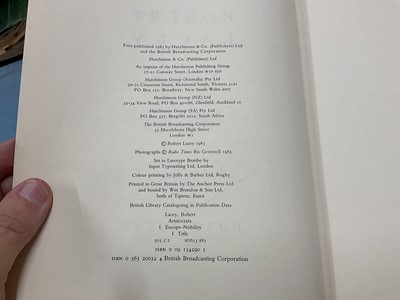 First published 1983 by Hutchinson & Co. (Publishers) Ltd
and the British Broadcasting Corporation
Hutchinson & Co. (Publishers) Ltd
An imprint of the Hutchinson Publishing Group
17-21 Conway Street, London W1P 6JD
Hutchinson Group (Australia) Pty Ltd
30-32 Cremorne Street, Richmond South, Victoria 3121
PO Box 151, Broadway, New South Wales 2007
Hutchinson Group (NZ) Ltd
32-34 View Road, PO Box 40-086, Glenfield, Auckland 10
Hutchinson Group (SA) Pty Ltd
PO Box 337, Bergvlei 2012, South Africa
The British Broadcasting Corporation
35 Marylebone High Street
London W1
© Robert Lacey 1983
Photographs © Radio Times Ric Gemmell 1983
Set in Linotype Bembo by
Input Typesetting Ltd, London
Colour printing by Jolly & Barber Ltd, Rugby
Printed in Great Britain by The Anchor Press Ltd
and bound by Wm Brendon & Son Ltd,
both of Tiptree, Essex
British Library Cataloguing in Publication Data
Lacey, Robert
Aristocrats.
1. Europe-Nobility
I. Title
305.5'2
ISBN 0 09 154290 1
ISBN 0 563 20032 4 British Broadcasting Corporation